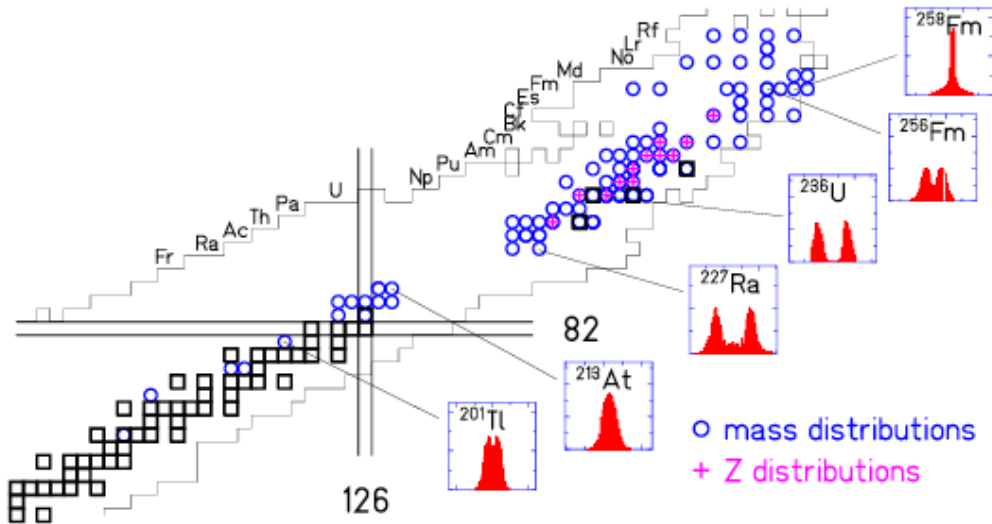 258Fm
256Fm
236U
227Ra
213At
201Tl
Rf
Lr
No
Md
Fm
Es
Cf
Bk
Cm
Am
Pu
Np
U
Pa
Th
Ac
Ra
Fr
82
126
mass distributions
Z distributions